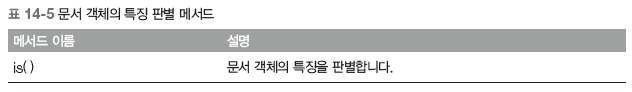 표 14-5 문서 객체의 특징 판별 메서드
메서드 이름 설명
is( ) 문서 객체의 특징을 판별합니다.